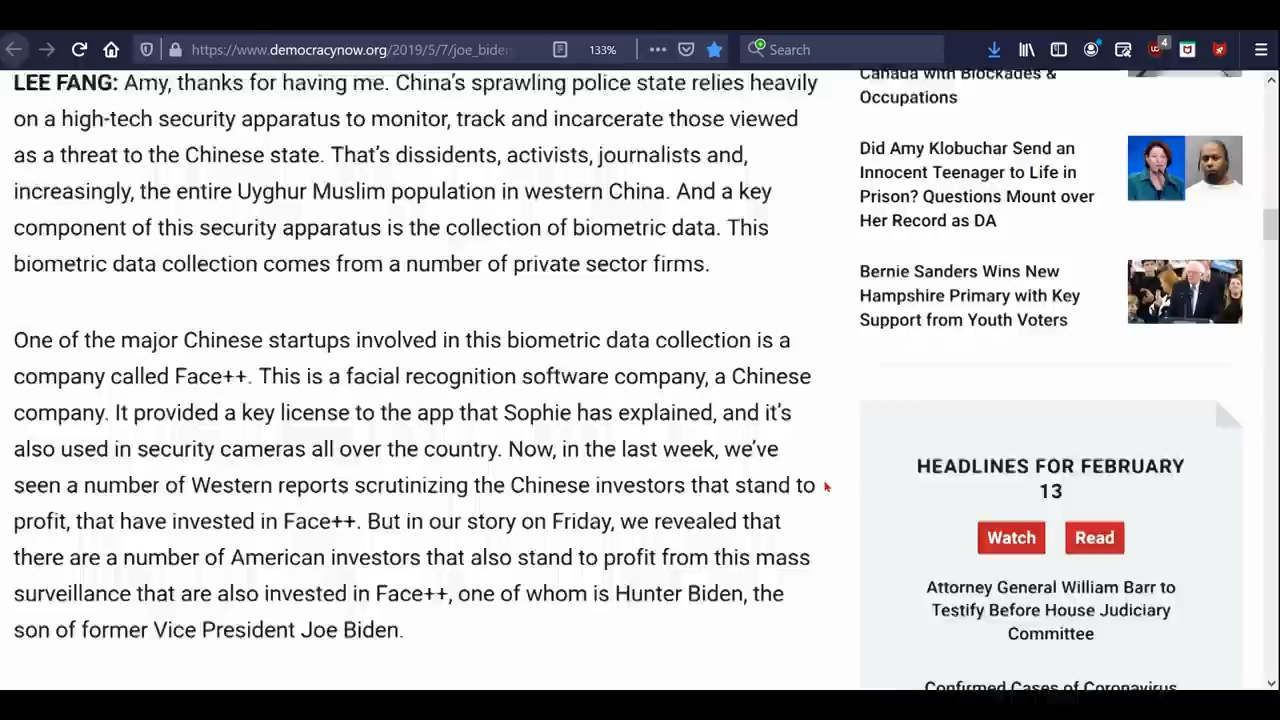 https://www.democracynow.org/2019/5/7/joe_biden
133%
Search
4
LEE FANG: Amy, thanks for having me. China's sprawling police state relies heavily
on a high-tech security apparatus to monitor, track and incarcerate those viewed
as a threat to the Chinese state. That's dissidents, activists, journalists and,
increasingly, the entire Uyghur Muslim population in western China. And a key
component of this security apparatus is the collection of biometric data. This
biometric data collection comes from a number of private sector firms.
One of the major Chinese startups involved in this biometric data collection is a
company called Face++. This is a facial recognition software company, a Chinese
company. It provided a key license to the app that Sophie has explained, and it's
also used in security cameras all over the country. Now, in the last week, we've
seen a number of Western reports scrutinizing the Chinese investors that stand to
profit, that have invested in Face++. But in our story on Friday, we revealed that
there are a number of American investors that also stand to profit from this mass
surveillance that are also invested in Face++, one of whom is Hunter Biden, the
son of former Vice President Joe Biden.
Canada with Blockades &
Occupations
Did Amy Klobuchar Send an
Innocent Teenager to Life in
Prison? Questions Mount over
Her Record as DA
Bernie Sanders Wins New
Hampshire Primary with Key
Support from Youth Voters
HEADLINES FOR FEBRUARY
13
Watch
Read
Attorney General William Barr to
Testify Before House Judiciary
Committee
Confirmed Cases of Coronavirus